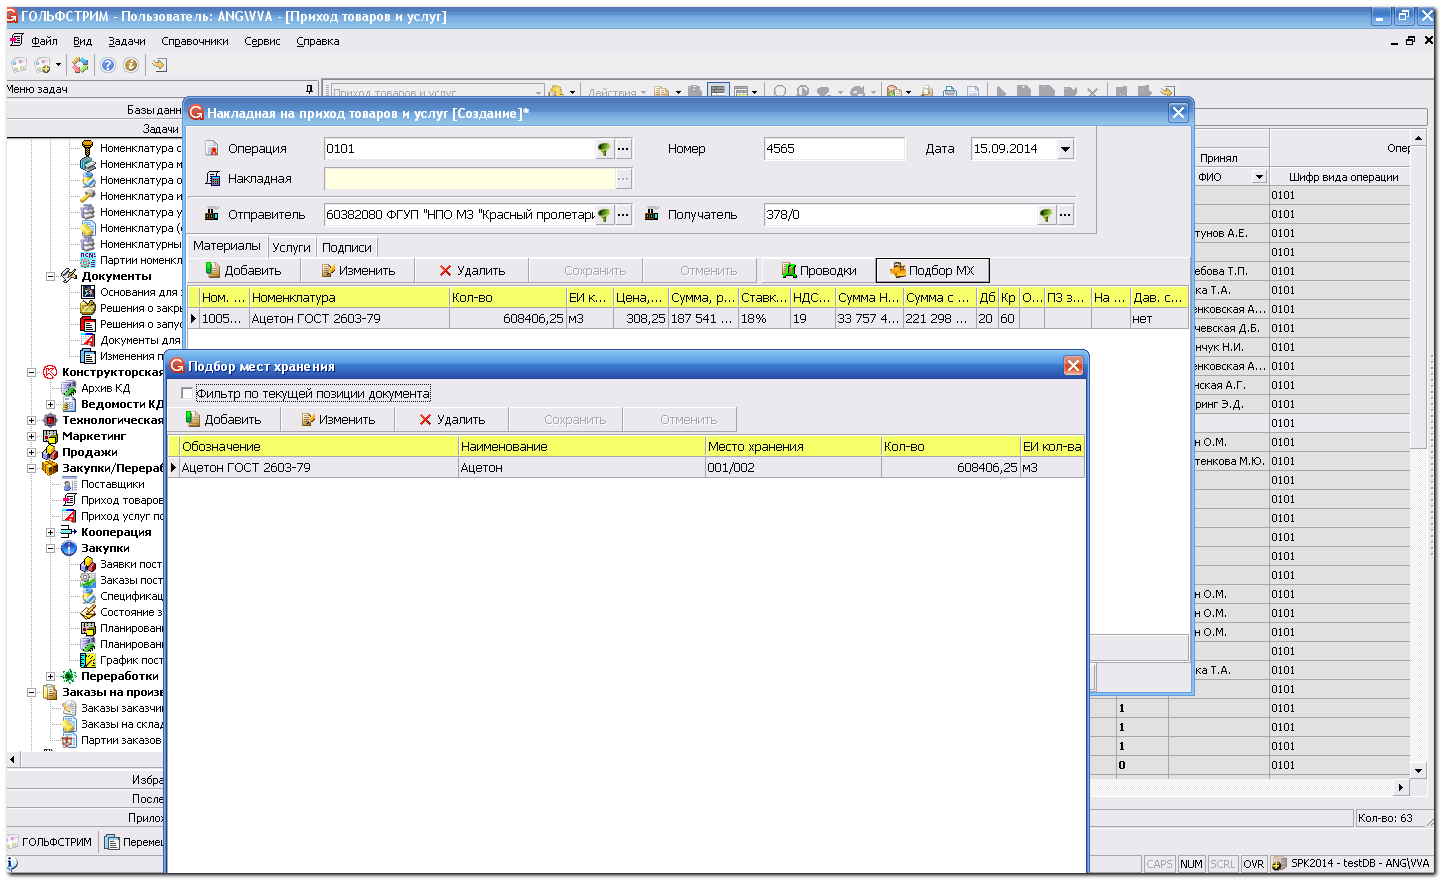 ГОЛЬФСТРИМ - Пользователь: ANG\VVA - [Приход товаров и услуг]
Файл Вид Задачи Справочники Сервис Справка
Меню задач
Приход товаров и услуг Действия
Базы данн
Задачи
Номенклатура с
Номенклатура м
Номенклатура о
Номенклатура и
Номенклатура у
Номенклатура (
Номенклатурны
Партии номенкл
Документы
Основания для
Решения о закр
Решения о запус
Документы для
Изменения п
Конструкторская
Архив КД
Ведомости КД
Технологическая
Маркетинг
Продажи
Закупки/Перераб
Поставщики
Приход товаров
Приход услуг по
Кооперация
Закупки
Заявки пост
Заказы пост
Специфика
Состояние з
Планирован
Планирован
График пост
Переработки
Заказы на произв
Заказы заказчи
Заказы на склад
Партии заказов
Избра
После
Прилож
ГОЛЬФСТРИМ Перемещ
Накладная на приход товаров и услуг [Создание]*
Операция 0101 Номер 4565 Дата 15.09.2014
Накладная
Отправитель 60382080 ФГУП "НПО МЗ "Красный пролетари Получатель 378/0
Материалы Услуги Подписи
Добавить Изменить Удалить Сохранить Отменить Проводки Подбор МХ
Ном. ... Номенклатура Кол-во ЕИ к... Цена,... Сумма, р... Ставк... НДС... Сумма Н... Сумма с ... Дб Кр О... ПЗ з... На ... Дав. с...
1005... Ацетон ГОСТ 2603-79 608406,25 м3 308,25 187 541 ... 18% 19 33 757 4... 221 298 ... 20 60 нет
Подбор мест хранения
Фильтр по текущей позиции документа
Добавить Изменить Удалить Сохранить Отменить
Обозначение Наименование Место хранения Кол-во ЕИ кол-ва
Ацетон ГОСТ 2603-79 Ацетон 001/002 608406,25 м3
Опер
Принял
ФИО Шифр вида операции
0101
0101
тунов А.Е. 0101
0101
ебова Т.П. 0101
ка Т.А. 0101
нковская А... 0101
чевская Д.Б. 0101
нчук Н.И. 0101
нковская А... 0101
нская А.Г. 0101
ринг Э.Д. 0101
0101
н О.М. 0101
тенкова М.Ю. 0101
0101
0101
0101
0101
0101
0101
н О.М. 0101
н О.М. 0101
н О.М. 0101
0101
ка Т.А. 0101
0101
1 0101
1 0101
1 0101
0 0101
Кол-во: 63
CAPS NUM SCRL OVR SPK2014 - testDB - ANG\VVA